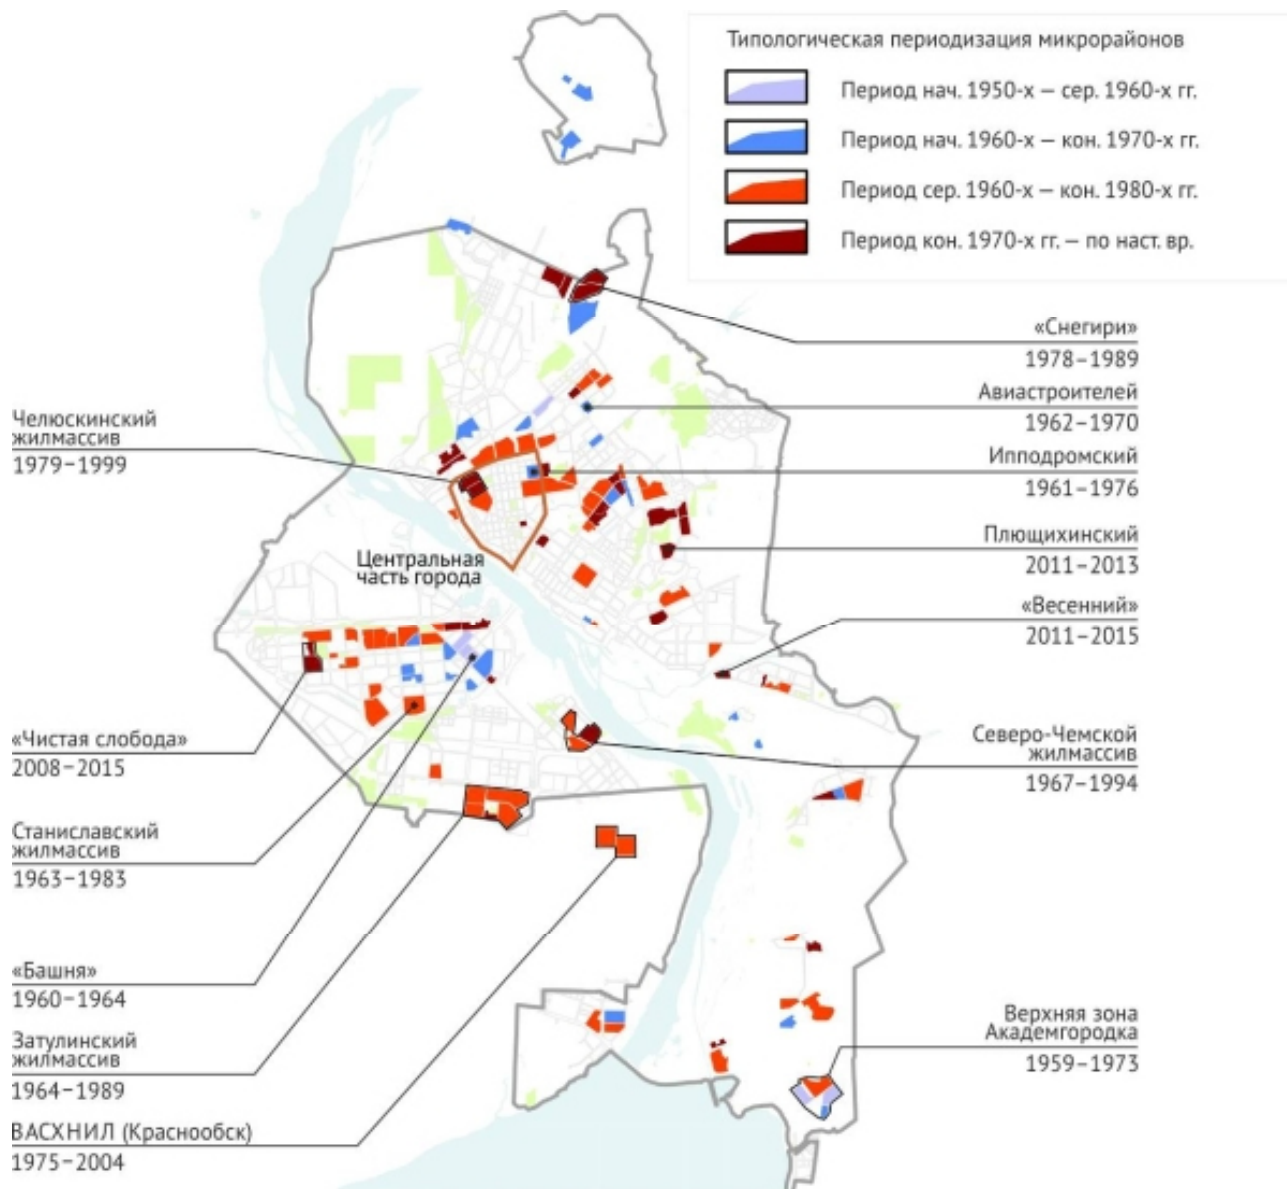 Типологическая периодизация микрорайонов
Период нач. 1950-х — сер. 1960-х гг.
Период нач. 1960-х — кон. 1970-х гг.
Период сер. 1960-х — кон. 1980-х гг.
Период кон. 1970-х гг. — по наст. вр.
«Снегири»
1978–1989
Авиастроителей
1962–1970
Ипподромский
1961–1976
Плющихинский
2011–2013
«Весенний»
2011–2015
Северо-Чемской
жилмассив
1967–1994
Верхняя зона
Академгородка
1959–1973
Челюскинский
жилмассив
1979–1999
Центральная
часть города
«Чистая слобода»
2008–2015
Станиславский
жилмассив
1963–1983
«Башня»
1960–1964
Затулинский
жилмассив
1964–1989
ВАСХНИЛ (Краснообск)
1975–2004